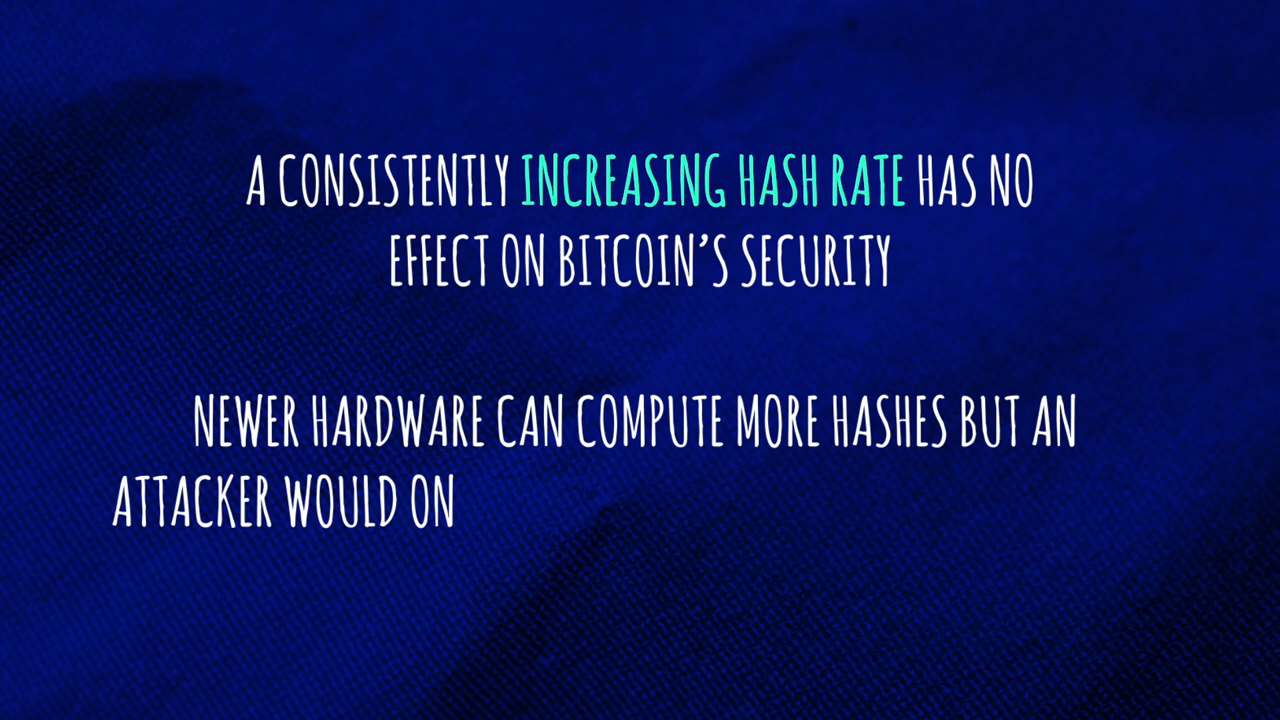 A CONSISTENTLY INCREASING HASH RATE HAS NO
EFFECT ON BITCOIN’S SECURITY
NEWER HARDWARE CAN COMPUTE MORE HASHES BUT AN
ATTACKER WOULD ON